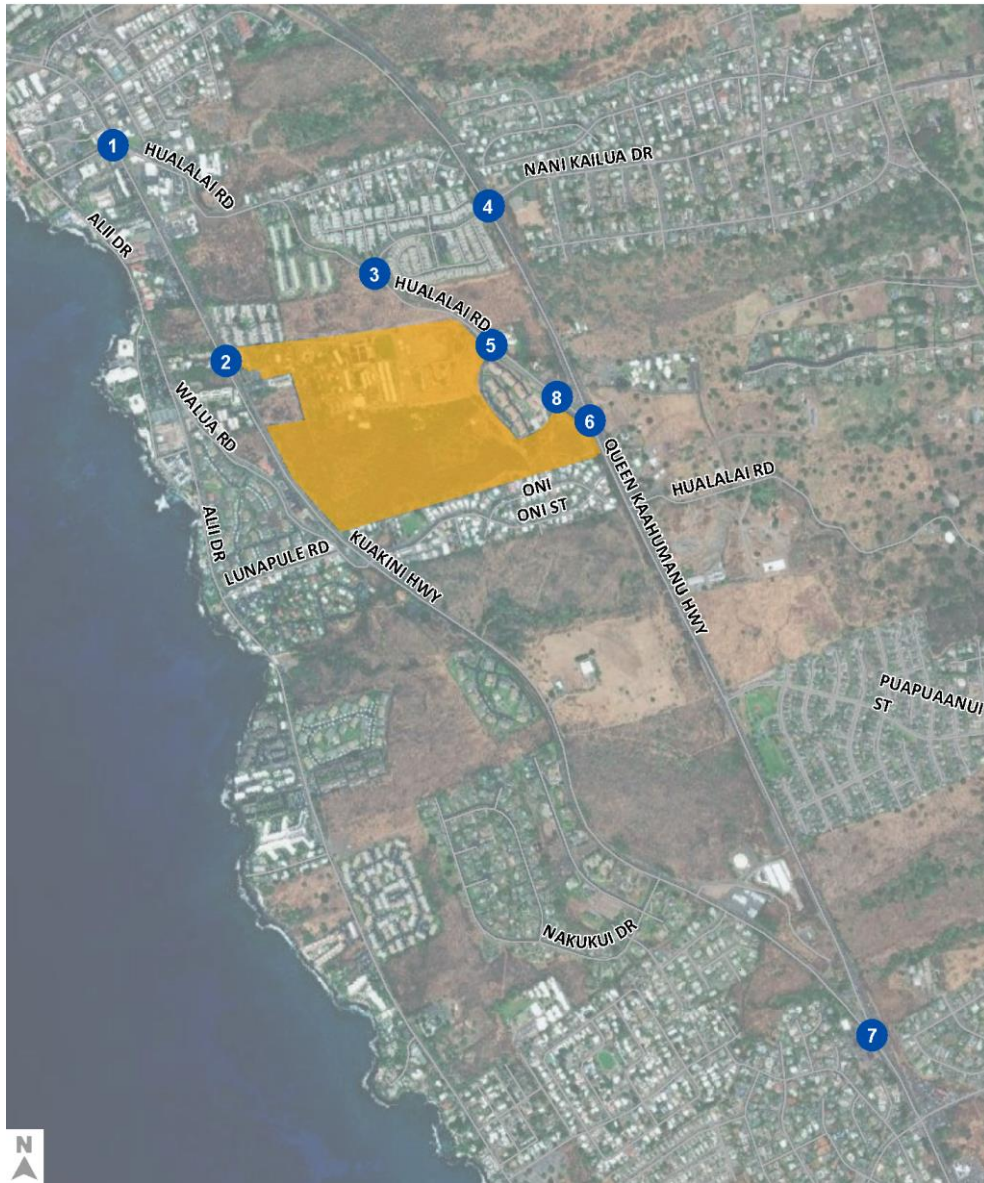 1
HUALALAI RD
NANI KAILUA DR
4
ALII DR
3
HUALALAI RD
5
2
8
WALUA RD
6
QUEEN KAAHUMANU HWY
HUALALAI RD
ONI
ONI ST
ALII DR
LUNAPULE RD
KUAKINI HWY
PUAPUAANUI
ST
NAKUKUI DR
7
N